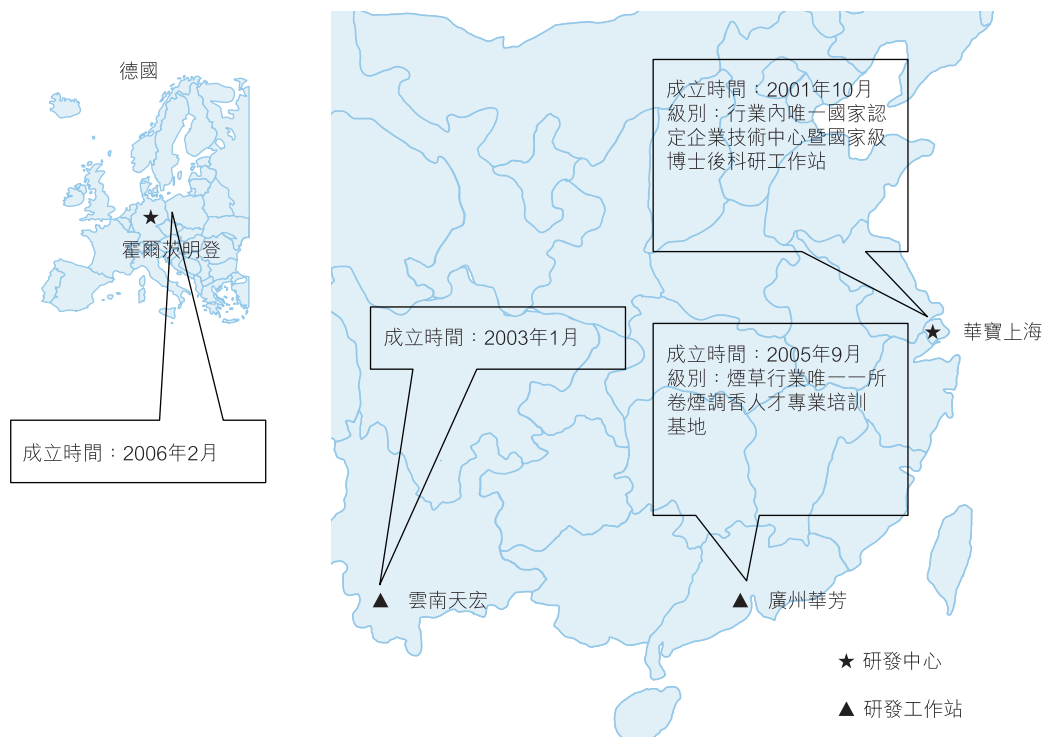 德國
霍爾茨明登
成立時間：2006年2月
成立時間：2001年10月
級別：行業內唯一國家認
定企業技術中心暨國家級
博士後科研工作站
華寶上海
成立時間：2003年1月
成立時間：2005年9月
級別：煙草行業唯一一所
卷煙調香人才專業培訓
基地
雲南天宏
廣州華芳
★ 研發中心
▲ 研發工作站